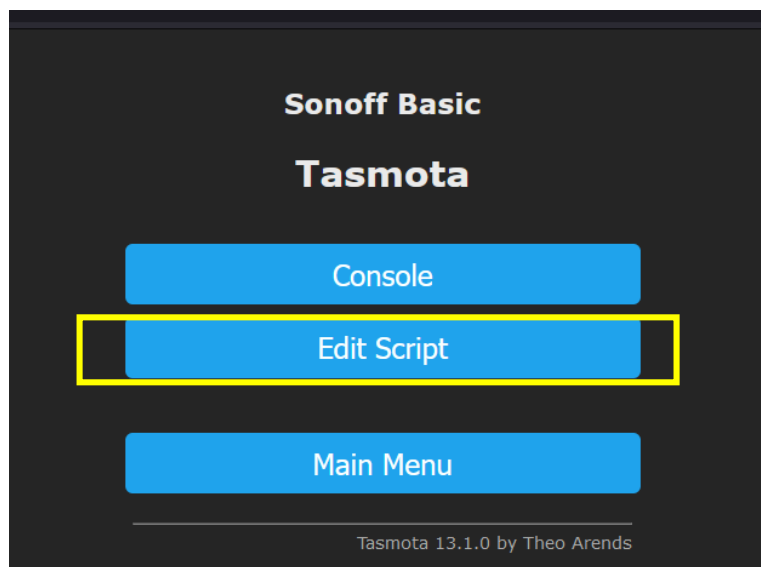 Sonoff Basic
Tasmota
Console
Edit Script
Main Menu
Tasmota 13.1.0 by Theo Arends